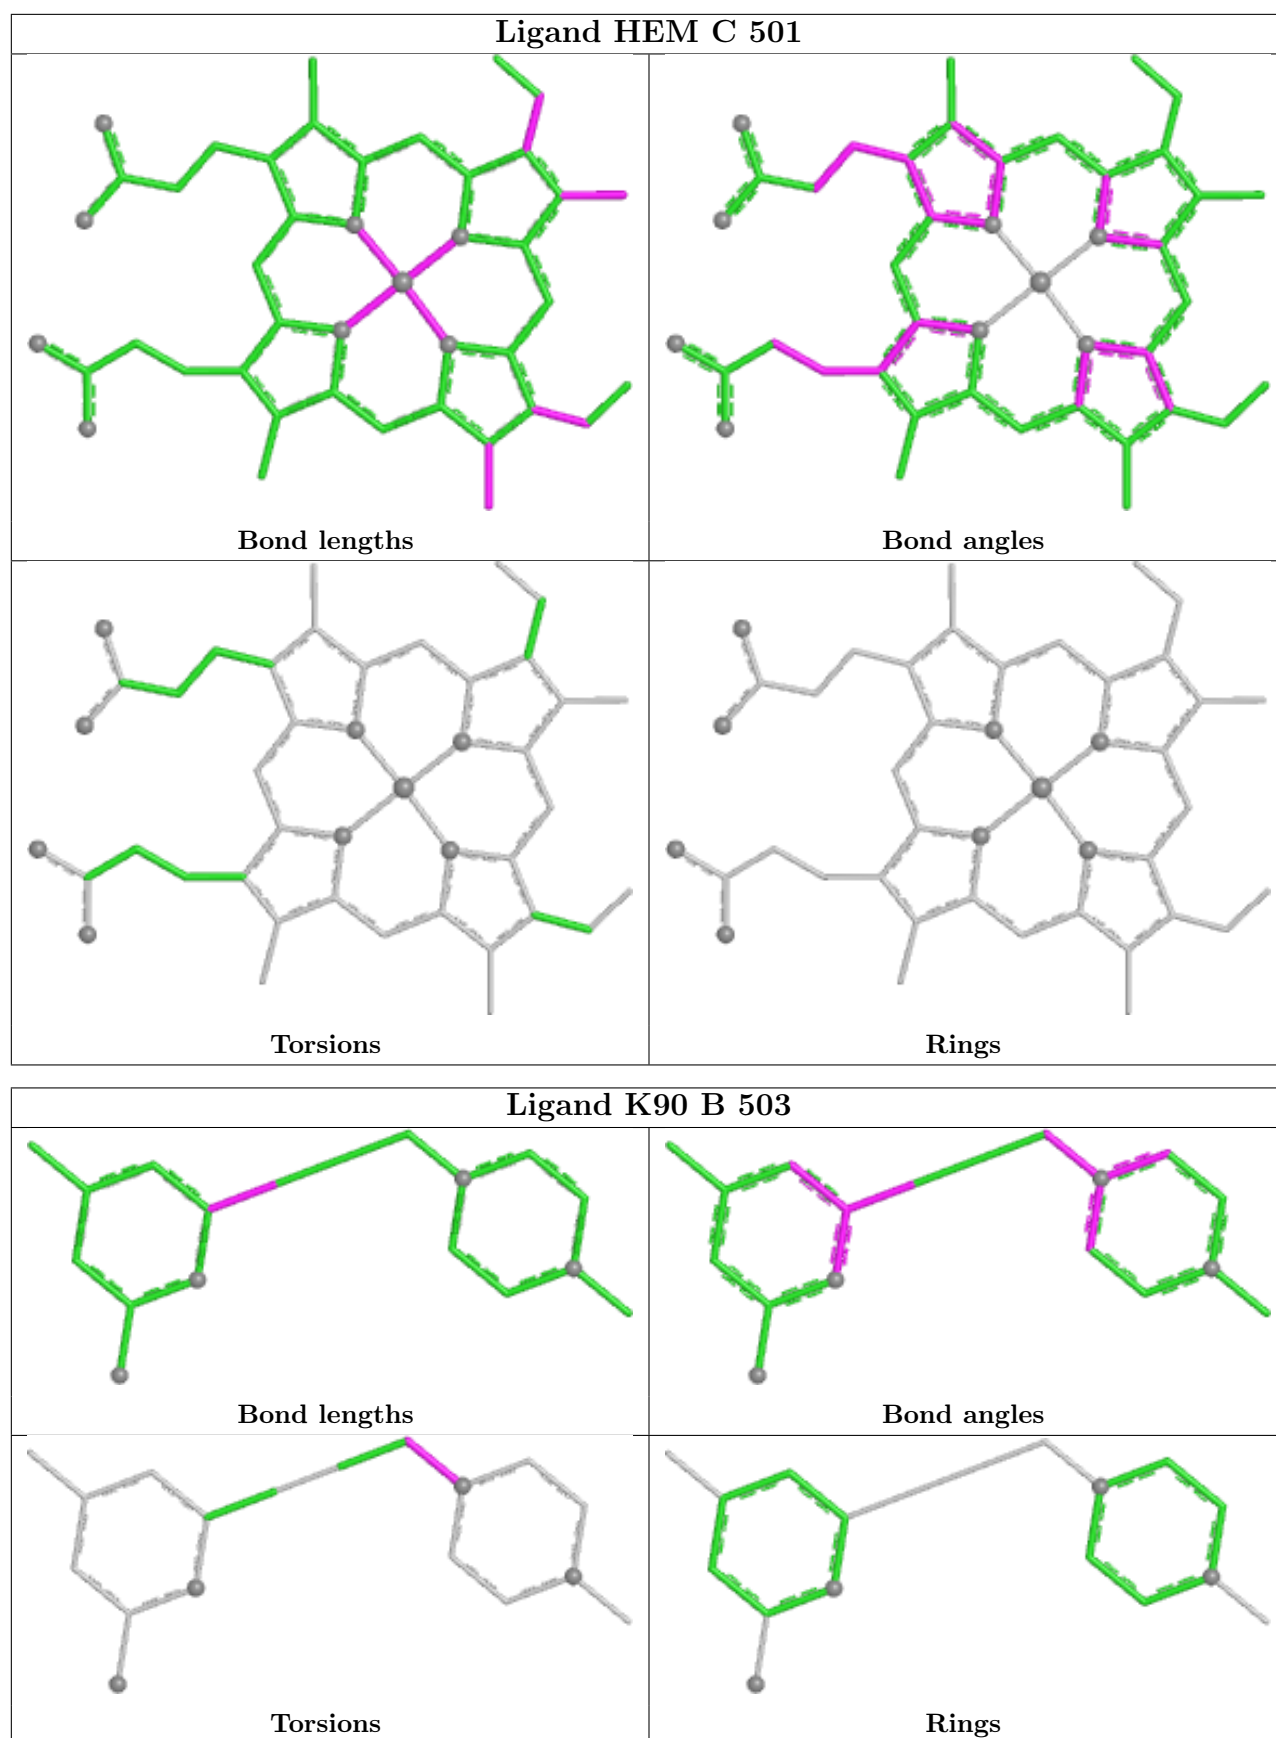 Ligand HEM C 501
Bond lengths
Bond angles
Torsions
Rings
Ligand K90 B 503
Bond lengths
Bond angles
Torsions
Rings